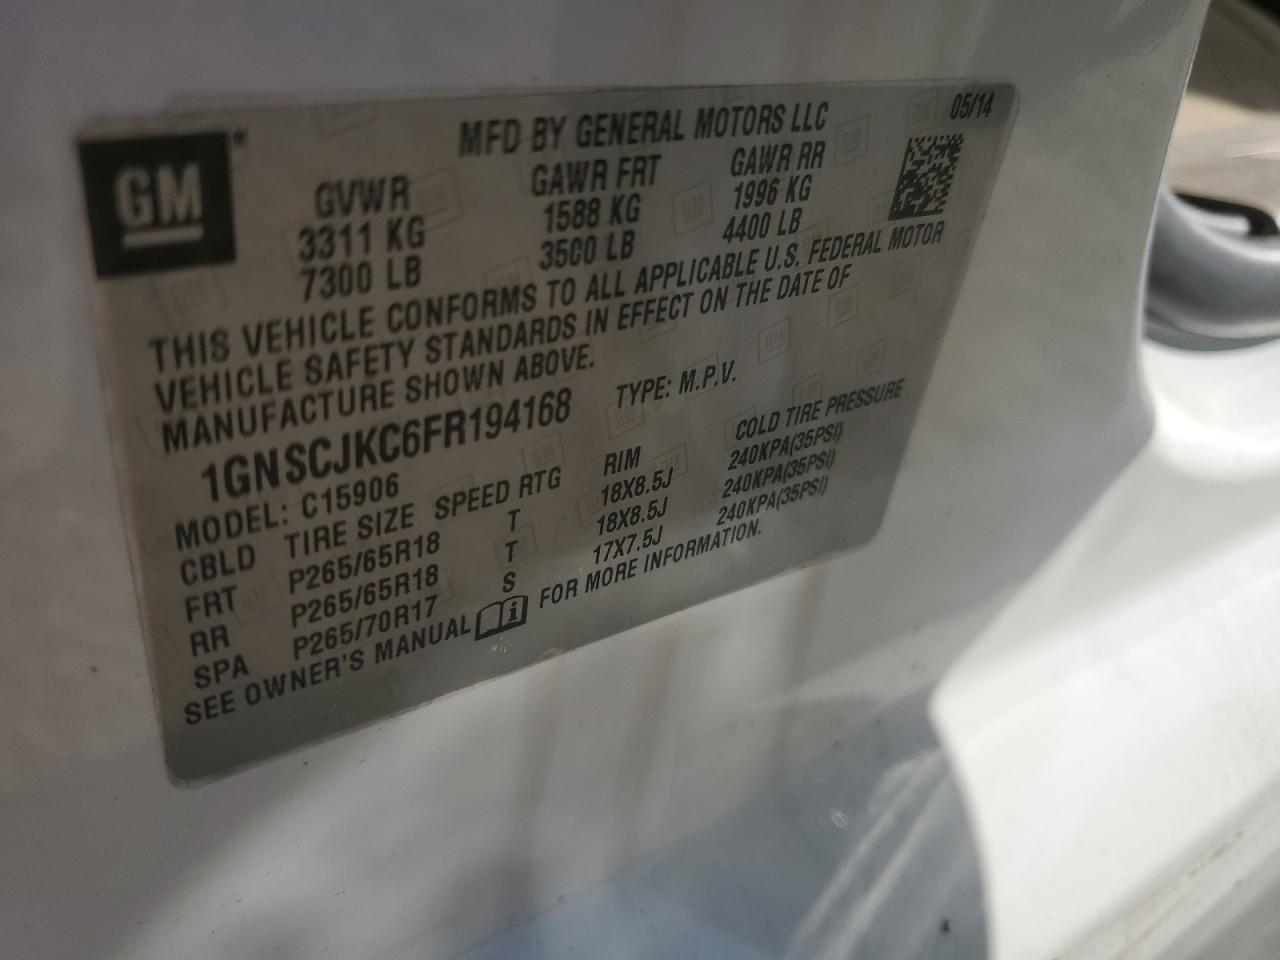 GM ®
MFD BY GENERAL MOTORS LLC 05/14
GVWR GAWR FRT GAWR RR
3311 KG 1588 KG 1996 KG
7300 LB 3500 LB 4400 LB
THIS VEHICLE CONFORMS TO ALL APPLICABLE U.S. FEDERAL MOTOR
VEHICLE SAFETY STANDARDS IN EFFECT ON THE DATE OF
MANUFACTURE SHOWN ABOVE.
1GNSCJKC6FR194168 TYPE: M.P.V.
MODEL: C15906
CBLD TIRE SIZE SPEED RTG RIM COLD TIRE PRESSURE
FRT P265/65R18 T 18X8.5J 240KPA(35PSI)
RR P265/65R18 T 18X8.5J 240KPA(35PSI)
SPA P265/70R17 S 17X7.5J 240KPA(35PSI)
SEE OWNER'S MANUAL i FOR MORE INFORMATION.